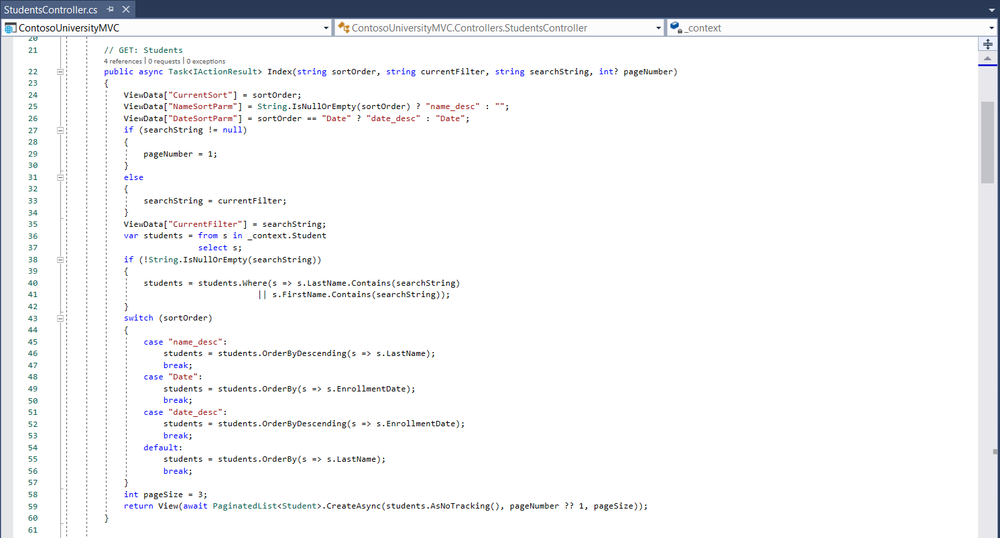 StudentsController.cs
ContosoUniversityMVC ContosoUniversityMVC.Controllers.StudentsController _context
20
21 // GET: Students
4 references | 0 requests | 0 exceptions
22 public async Task<IActionResult> Index(string sortOrder, string currentFilter, string searchString, int? pageNumber)
23 {
24 ViewData["CurrentSort"] = sortOrder;
25 ViewData["NameSortParm"] = String.IsNullOrEmpty(sortOrder) ? "name_desc" : "";
26 ViewData["DateSortParm"] = sortOrder == "Date" ? "date_desc" : "Date";
27 if (searchString != null)
28 {
29 pageNumber = 1;
30 }
31 else
32 {
33 searchString = currentFilter;
34 }
35 ViewData["CurrentFilter"] = searchString;
36 var students = from s in _context.Student
37 select s;
38 if (!String.IsNullOrEmpty(searchString))
39 {
40 students = students.Where(s => s.LastName.Contains(searchString)
41 || s.FirstName.Contains(searchString));
42 }
43 switch (sortOrder)
44 {
45 case "name_desc":
46 students = students.OrderByDescending(s => s.LastName);
47 break;
48 case "Date":
49 students = students.OrderBy(s => s.EnrollmentDate);
50 break;
51 case "date_desc":
52 students = students.OrderByDescending(s => s.EnrollmentDate);
53 break;
54 default:
55 students = students.OrderBy(s => s.LastName);
56 break;
57 }
58 int pageSize = 3;
59 return View(await PaginatedList<Student>.CreateAsync(students.AsNoTracking(), pageNumber ?? 1, pageSize));
60 }
61